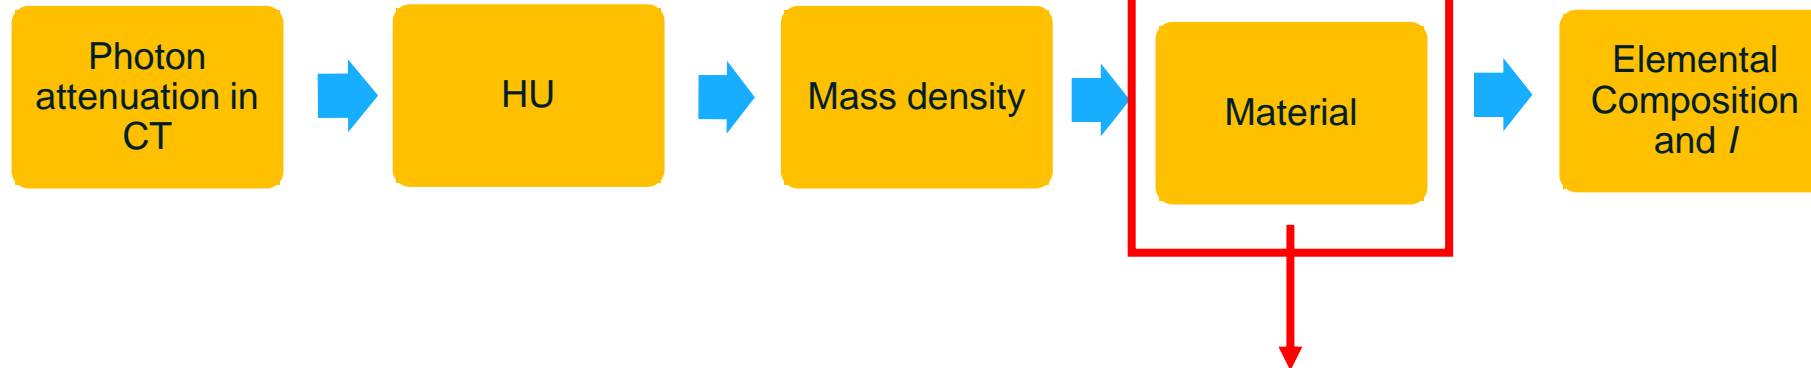 Photon
attenuation in
CT
HU
Mass density
Material
Elemental
Composition
and I